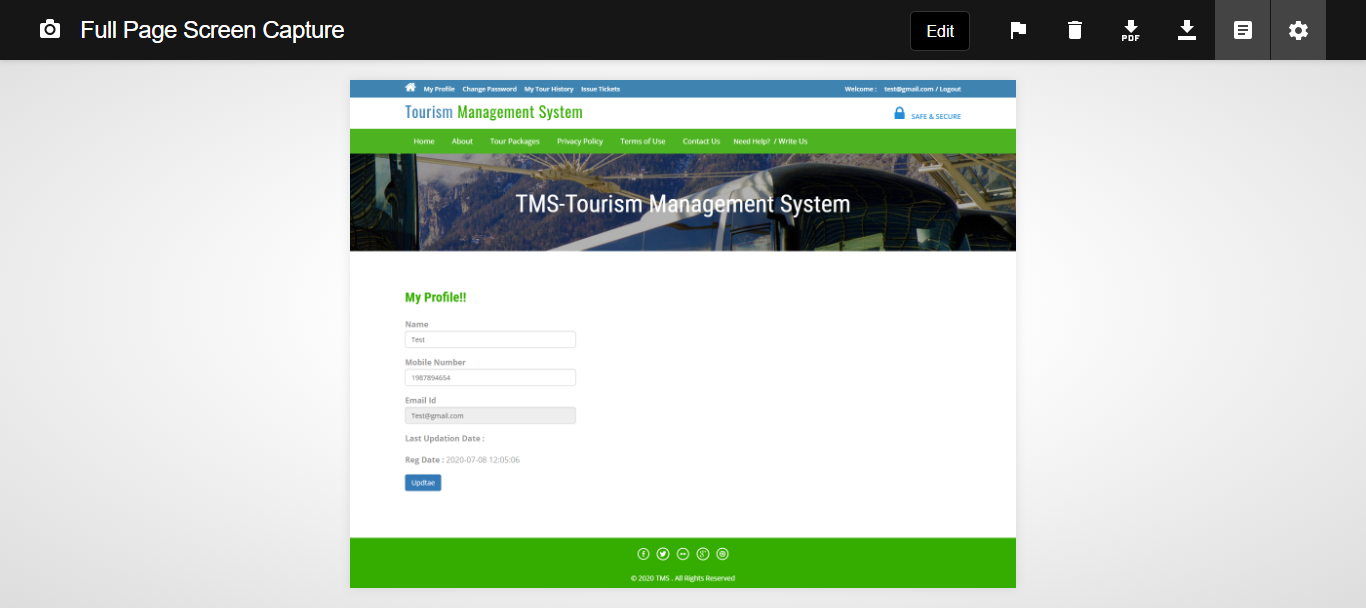 Full Page Screen Capture
Edit
PDF
My Profile Change Password My Tour History Issue Tickets
Welcome : test@gmail.com / Logout
Tourism Management System
SAFE & SECURE
Home About Tour Packages Privacy Policy Terms of Use Contact Us Need Help? / Write Us
TMS-Tourism Management System
My Profile!!
Name
Test
Mobile Number
1987894654
Email Id
Test@gmail.com
Last Updation Date :
Reg Date : 2020-07-08 12:05:06
Updtae
© 2020 TMS . All Rights Reserved